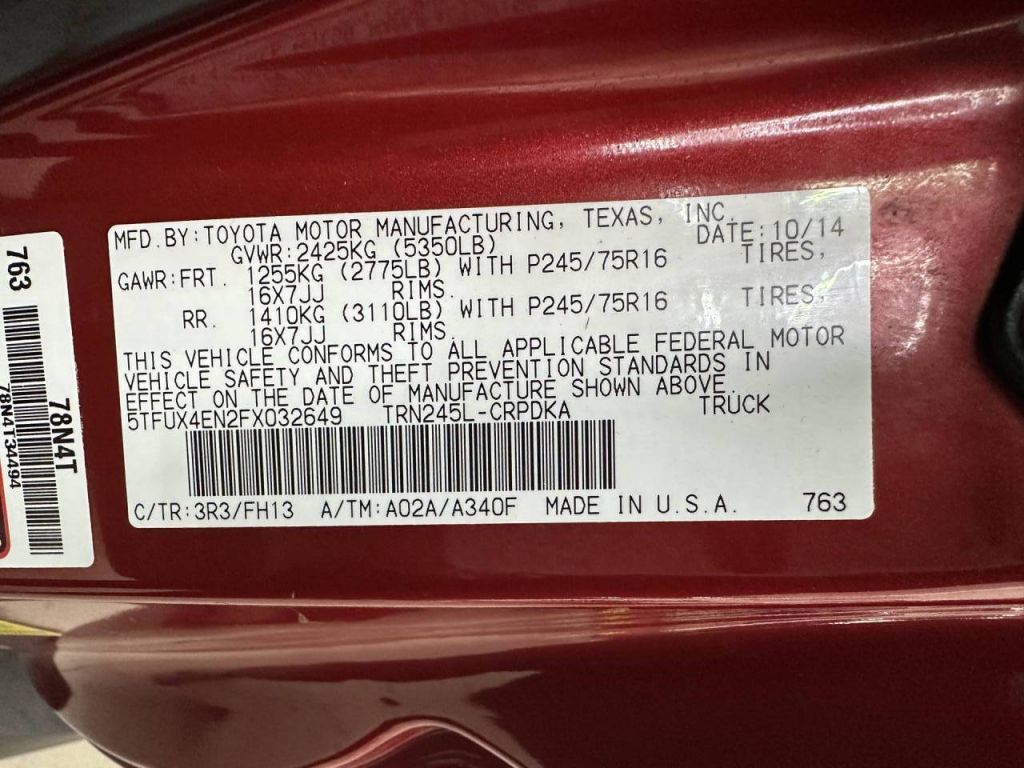 MFD.BY:TOYOTA MOTOR MANUFACTURING, TEXAS, INC.
GVWR:2425KG (5350LB) DATE:10/14
GAWR:FRT. 1255KG (2775LB) WITH P245/75R16 TIRES,
16X7JJ RIMS.
RR. 1410KG (3110LB) WITH P245/75R16 TIRES,
16X7JJ RIMS.
THIS VEHICLE CONFORMS TO ALL APPLICABLE FEDERAL MOTOR
VEHICLE SAFETY AND THEFT PREVENTION STANDARDS IN
EFFECT ON THE DATE OF MANUFACTURE SHOWN ABOVE.
5TFUX4EN2FX032649 TRN245L-CRPDKA TRUCK
C/TR:3R3/FH13 A/TM:A02A/A340F MADE IN U.S.A. 763
763
78N4T
78N4T34494